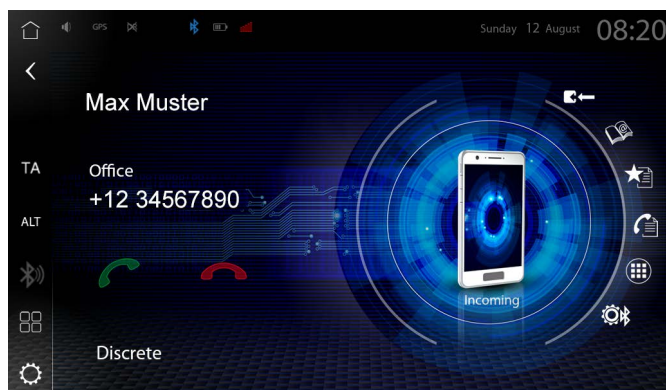 GPS
Sunday 12 August 08:20
Max Muster
TA
Office
+12 34567890
ALT
Incoming
Discrete